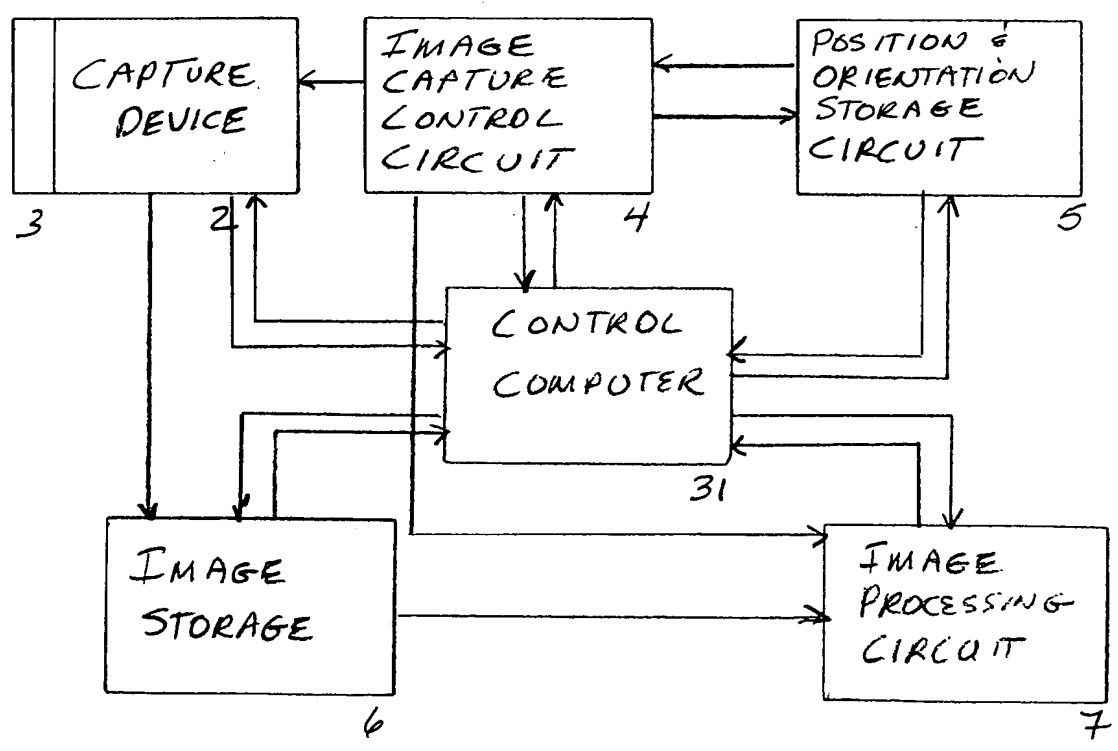 CAPTURE
DEVICE
IMAGE
CAPTURE
CONTROL
CIRCUIT
POSITION &
ORIENTATION
STORAGE
CIRCUIT
3
2
4
5
CONTROL
COMPUTER
31
IMAGE
STORAGE
IMAGE
PROCESSING
CIRCUIT
6
7